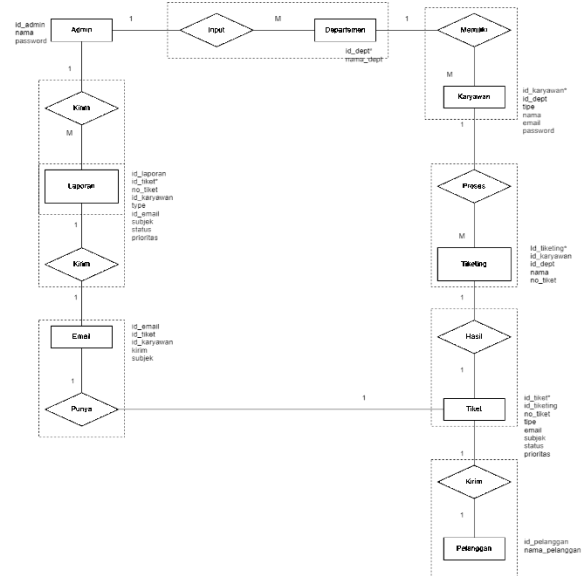 id_admin
nama
password
Admin
1
Input
M
Departemen
1
Memiliki
id_dept*
nama_dept
1
M
Kirim
Karyawan
id_karyawan*
id_dept
tipe
nama
email
password
M
1
Laporan
id_laporan
id_tiket*
no_tiket
id_karyawan
type
id_email
subjek
status
prioritas
Proses
1
M
Kirim
Tiketing
id_tiketing*
id_karyawan
id_dept
nama
no_tiket
1
1
Email
id_email
id_tiket
id_karyawan
kirim
subjek
Hasil
1
1
Punya
1
Tiket
id_tiket*
id_tiketing
no_tiket
tipe
email
subjek
status
prioritas
1
Kirim
1
Pelanggan
id_pelanggan
nama_pelanggan